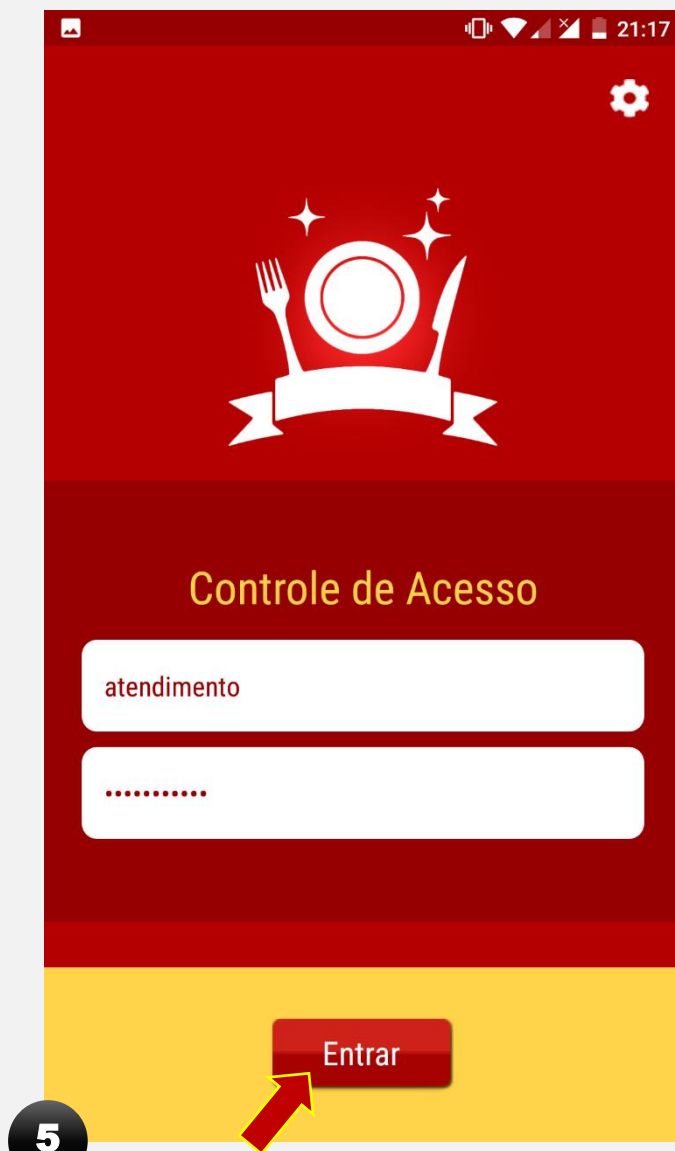 21:17
Controle de Acesso
atendimento
•••••••••••
Entrar
5